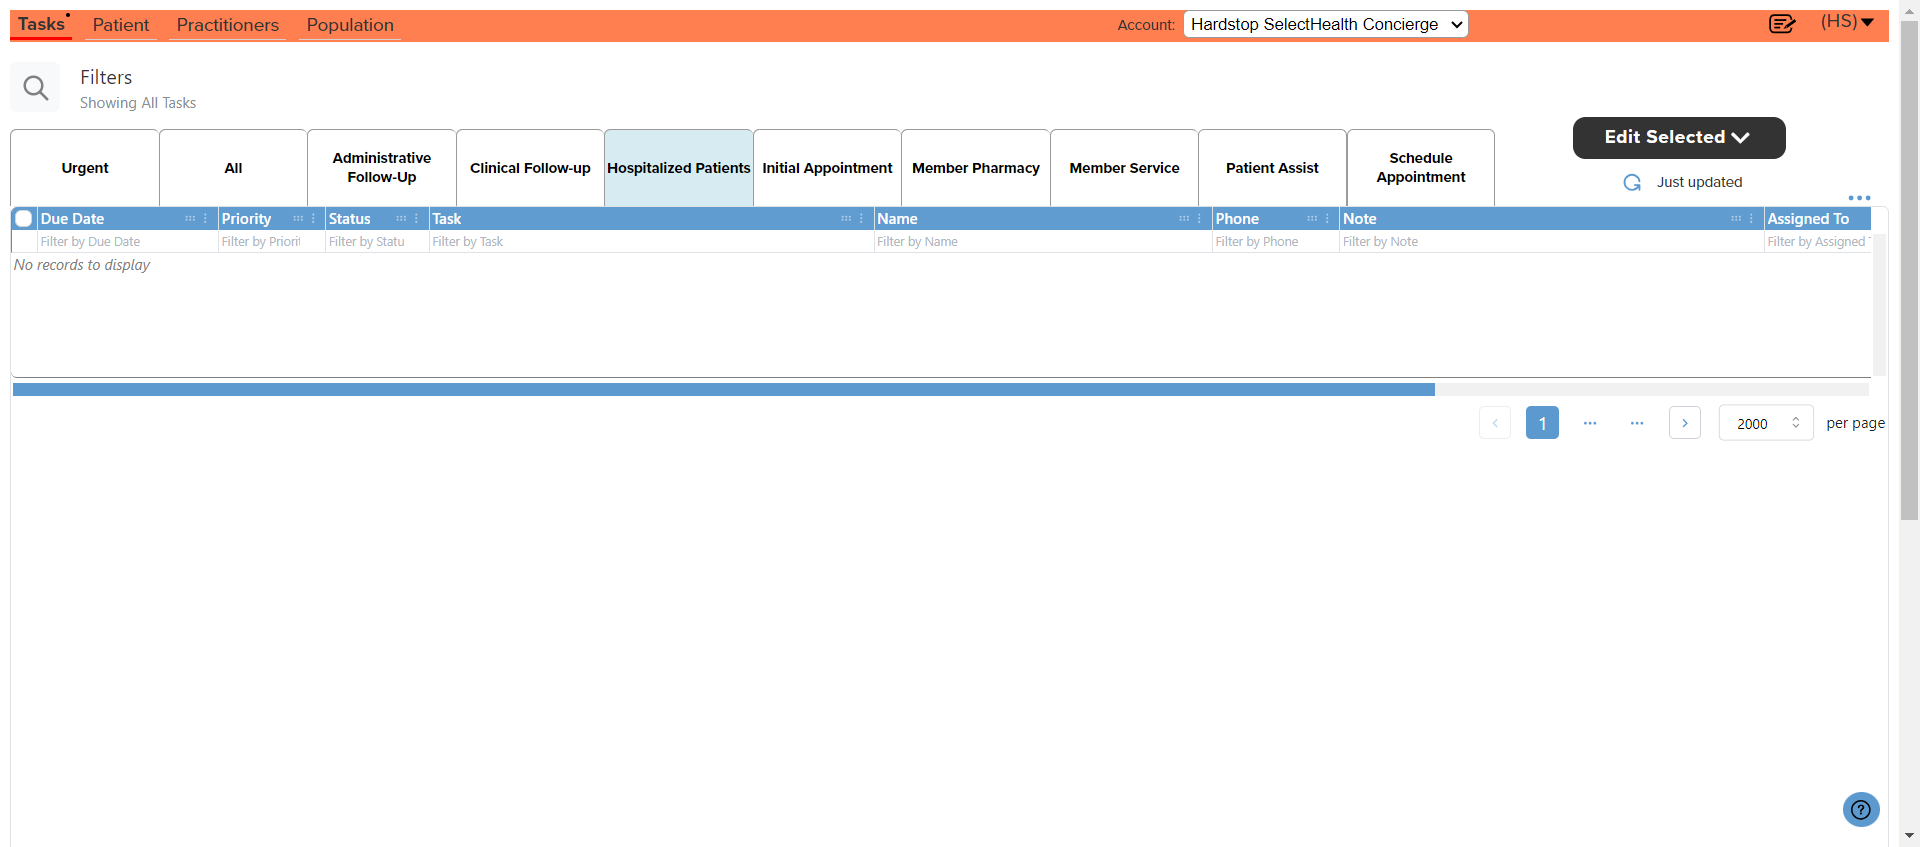 Tasks Patient Practitioners Population Account: Hardstop SelectHealth Concierge (HS)
Filters
Showing All Tasks
Urgent All Administrative Follow-Up Clinical Follow-up Hospitalized Patients Initial Appointment Member Pharmacy Member Service Patient Assist Schedule Appointment
Edit Selected
Just updated
Due Date Priority Status Task Name Phone Note Assigned To
Filter by Due Date Filter by Priorit Filter by Statu Filter by Task Filter by Name Filter by Phone Filter by Note Filter by Assigned
No records to display
1 ••• ••• 2000 per page